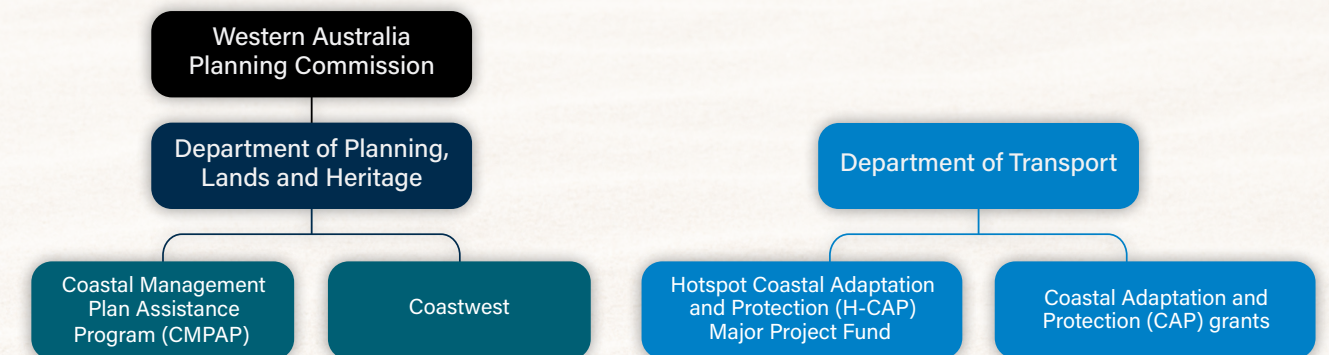 Western Australia
Planning Commission
Department of Planning,
Lands and Heritage
Department of Transport
Coastal Management
Plan Assistance
Program (CMPAP)
Coastwest
Hotspot Coastal Adaptation
and Protection (H-CAP)
Major Project Fund
Coastal Adaptation and
Protection (CAP) grants